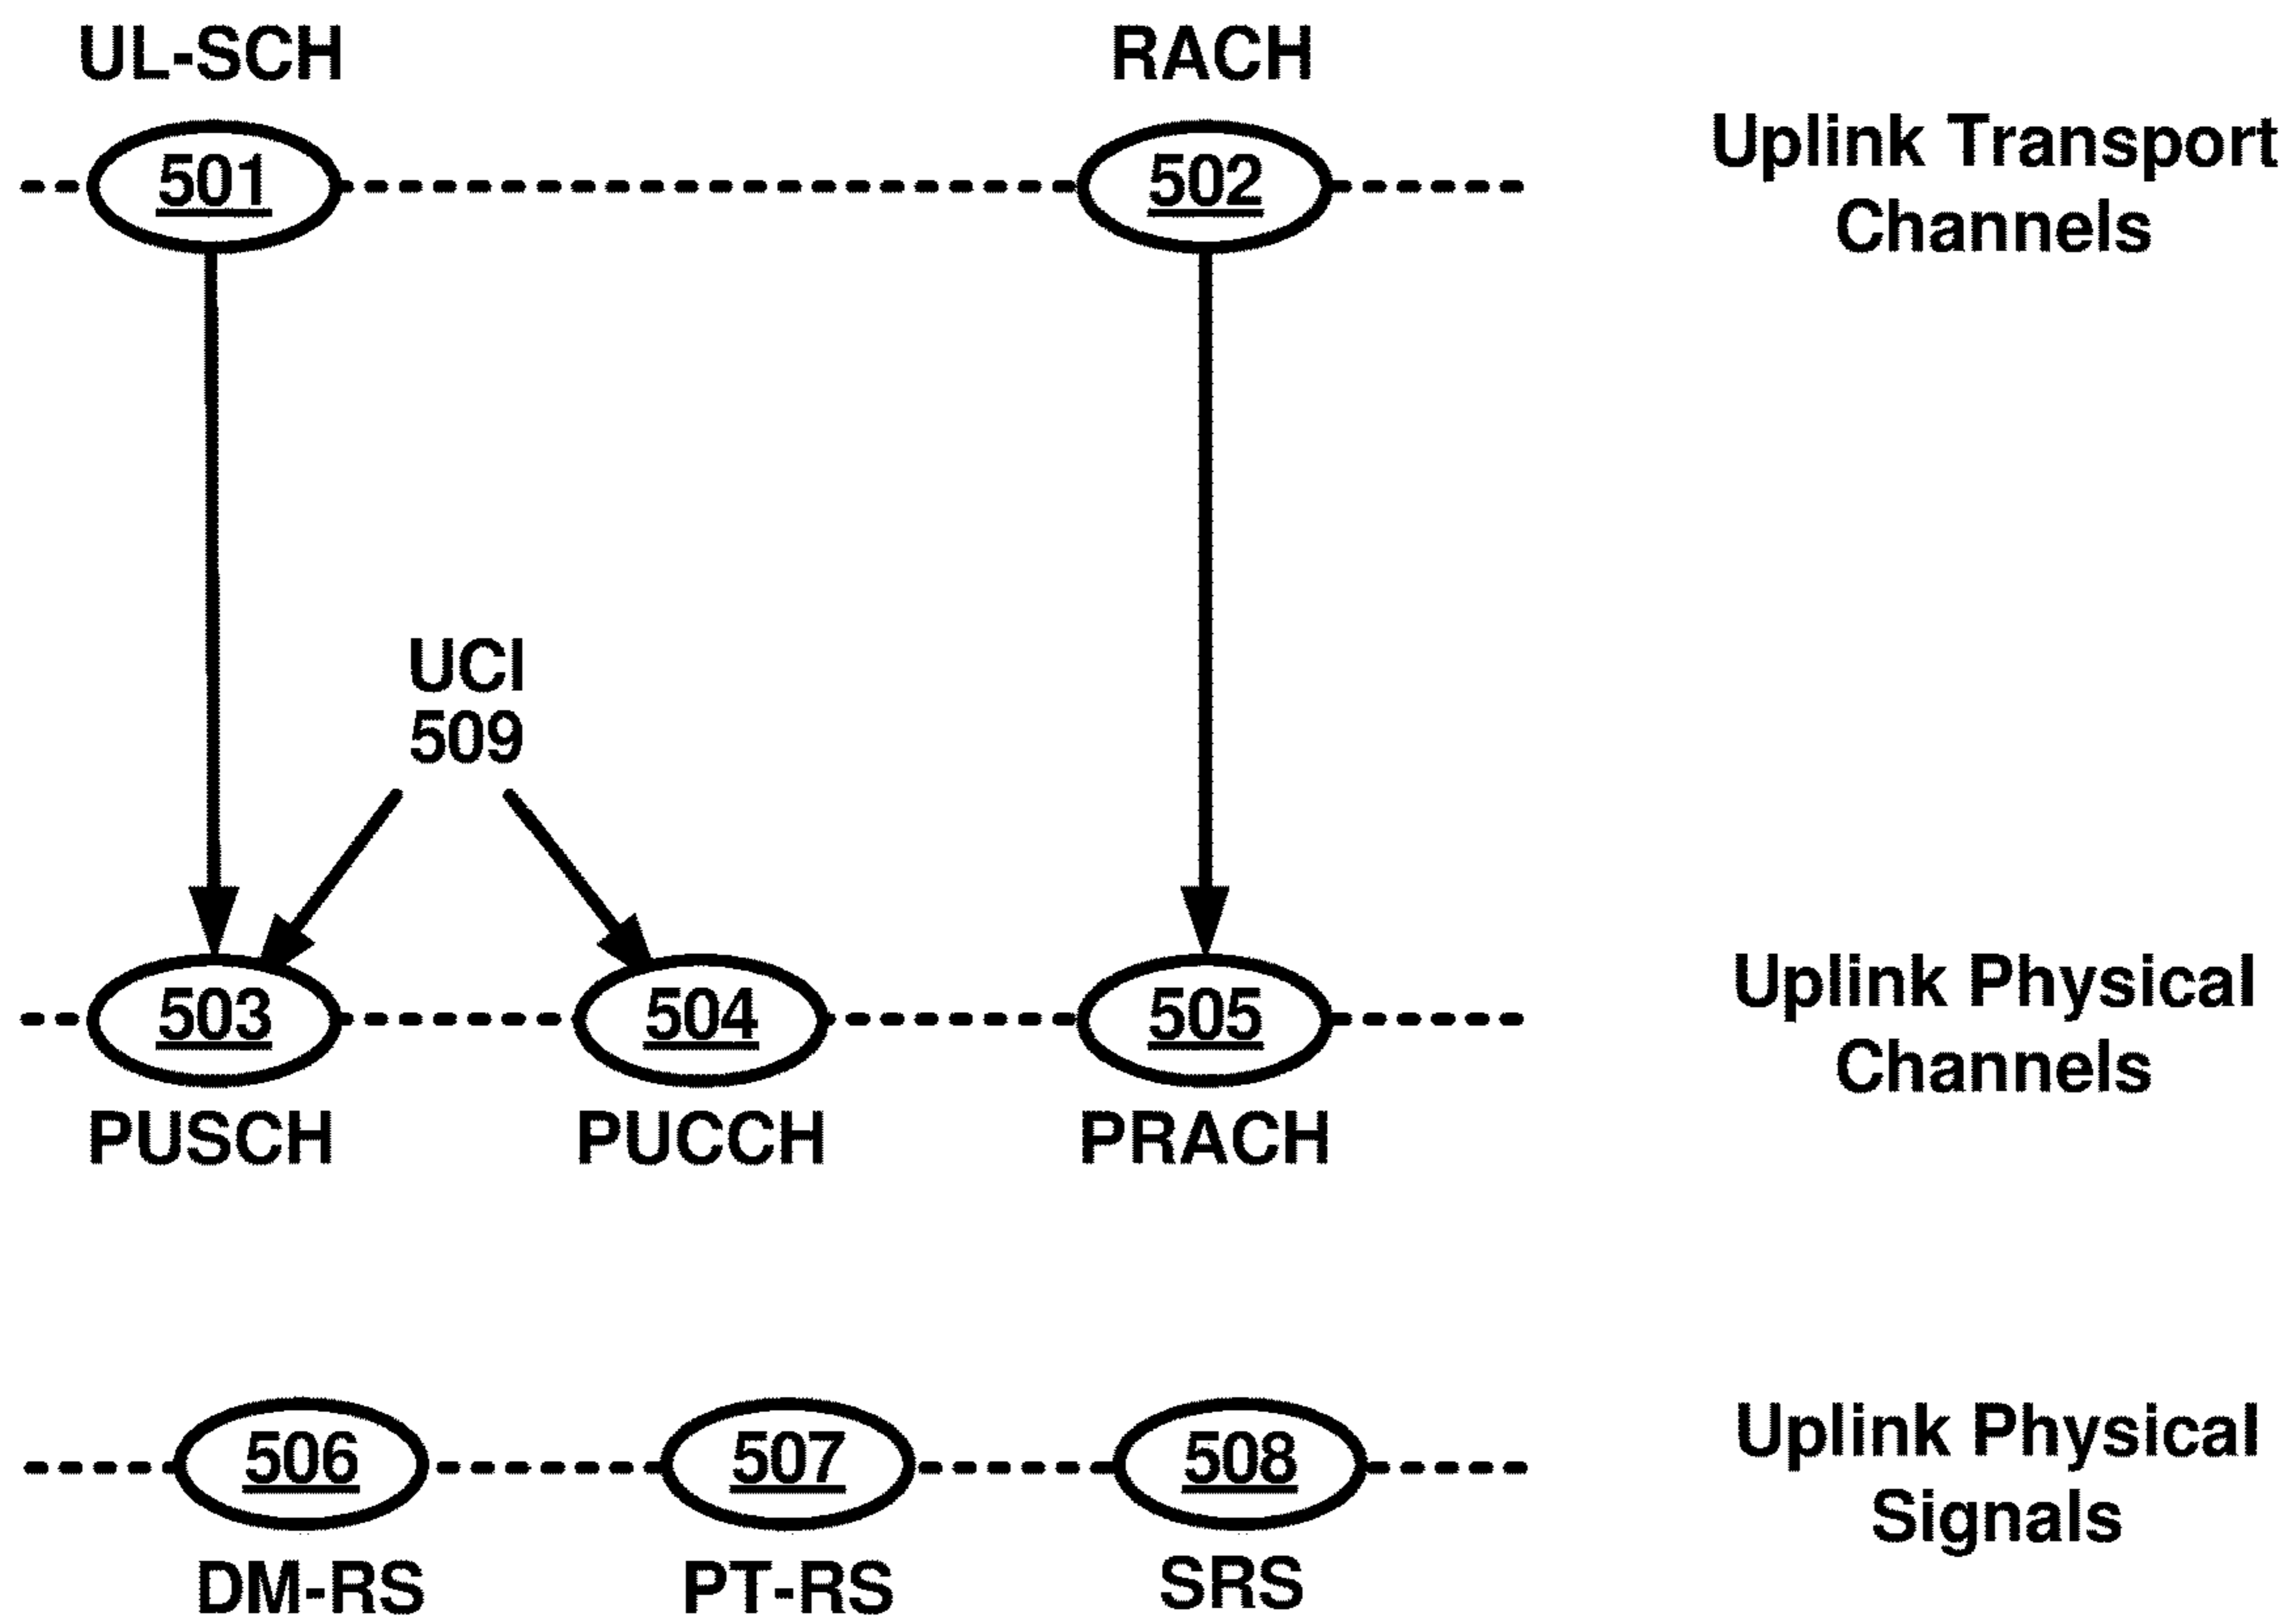 UL-SCH
RACH
501
502
Uplink Transport
Channels
UCI
509
503
504
505
Uplink Physical
Channels
PUSCH
PUCCH
PRACH
506
507
508
Uplink Physical
Signals
DM-RS
PT-RS
SRS